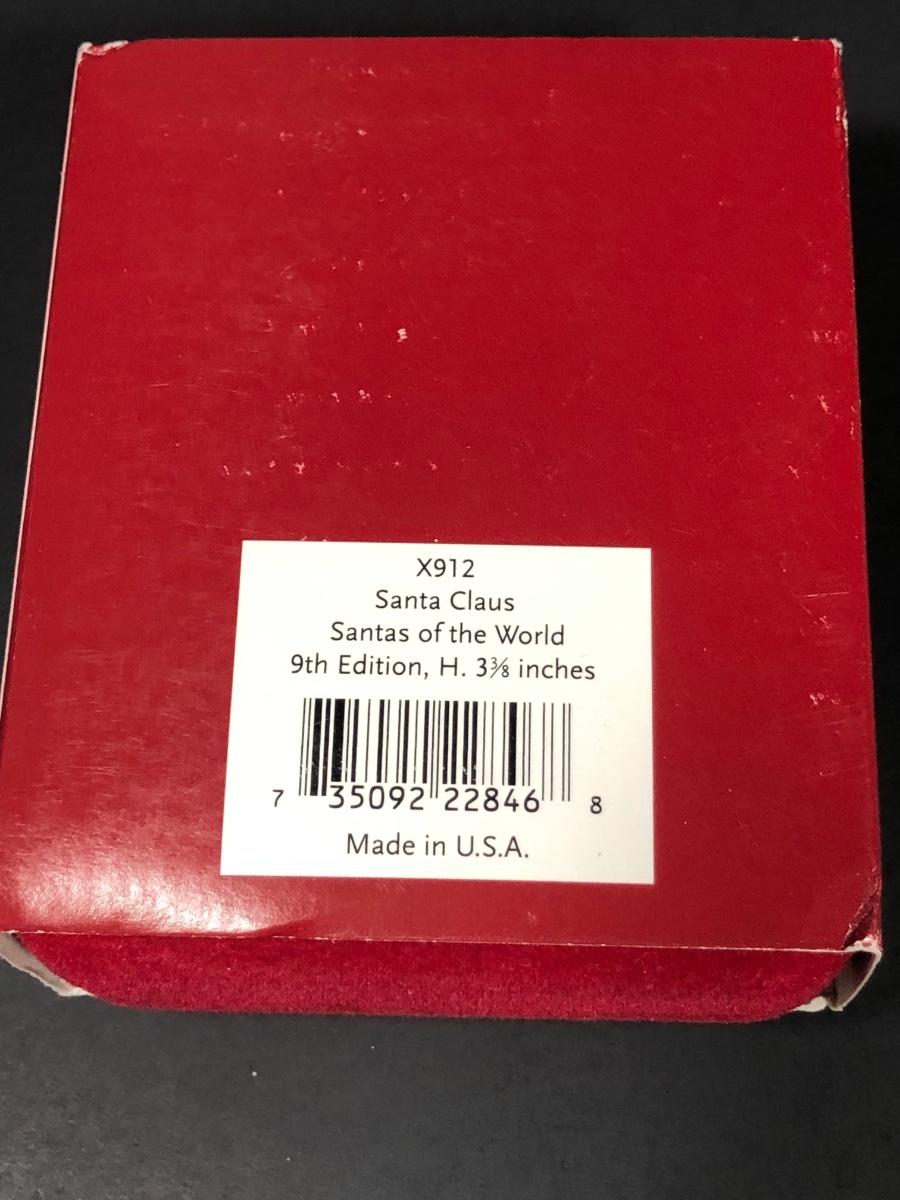 X912
Santa Claus
Santas of the World
9th Edition, H. 3⅜ inches
7 35092 22846 8
Made in U.S.A.